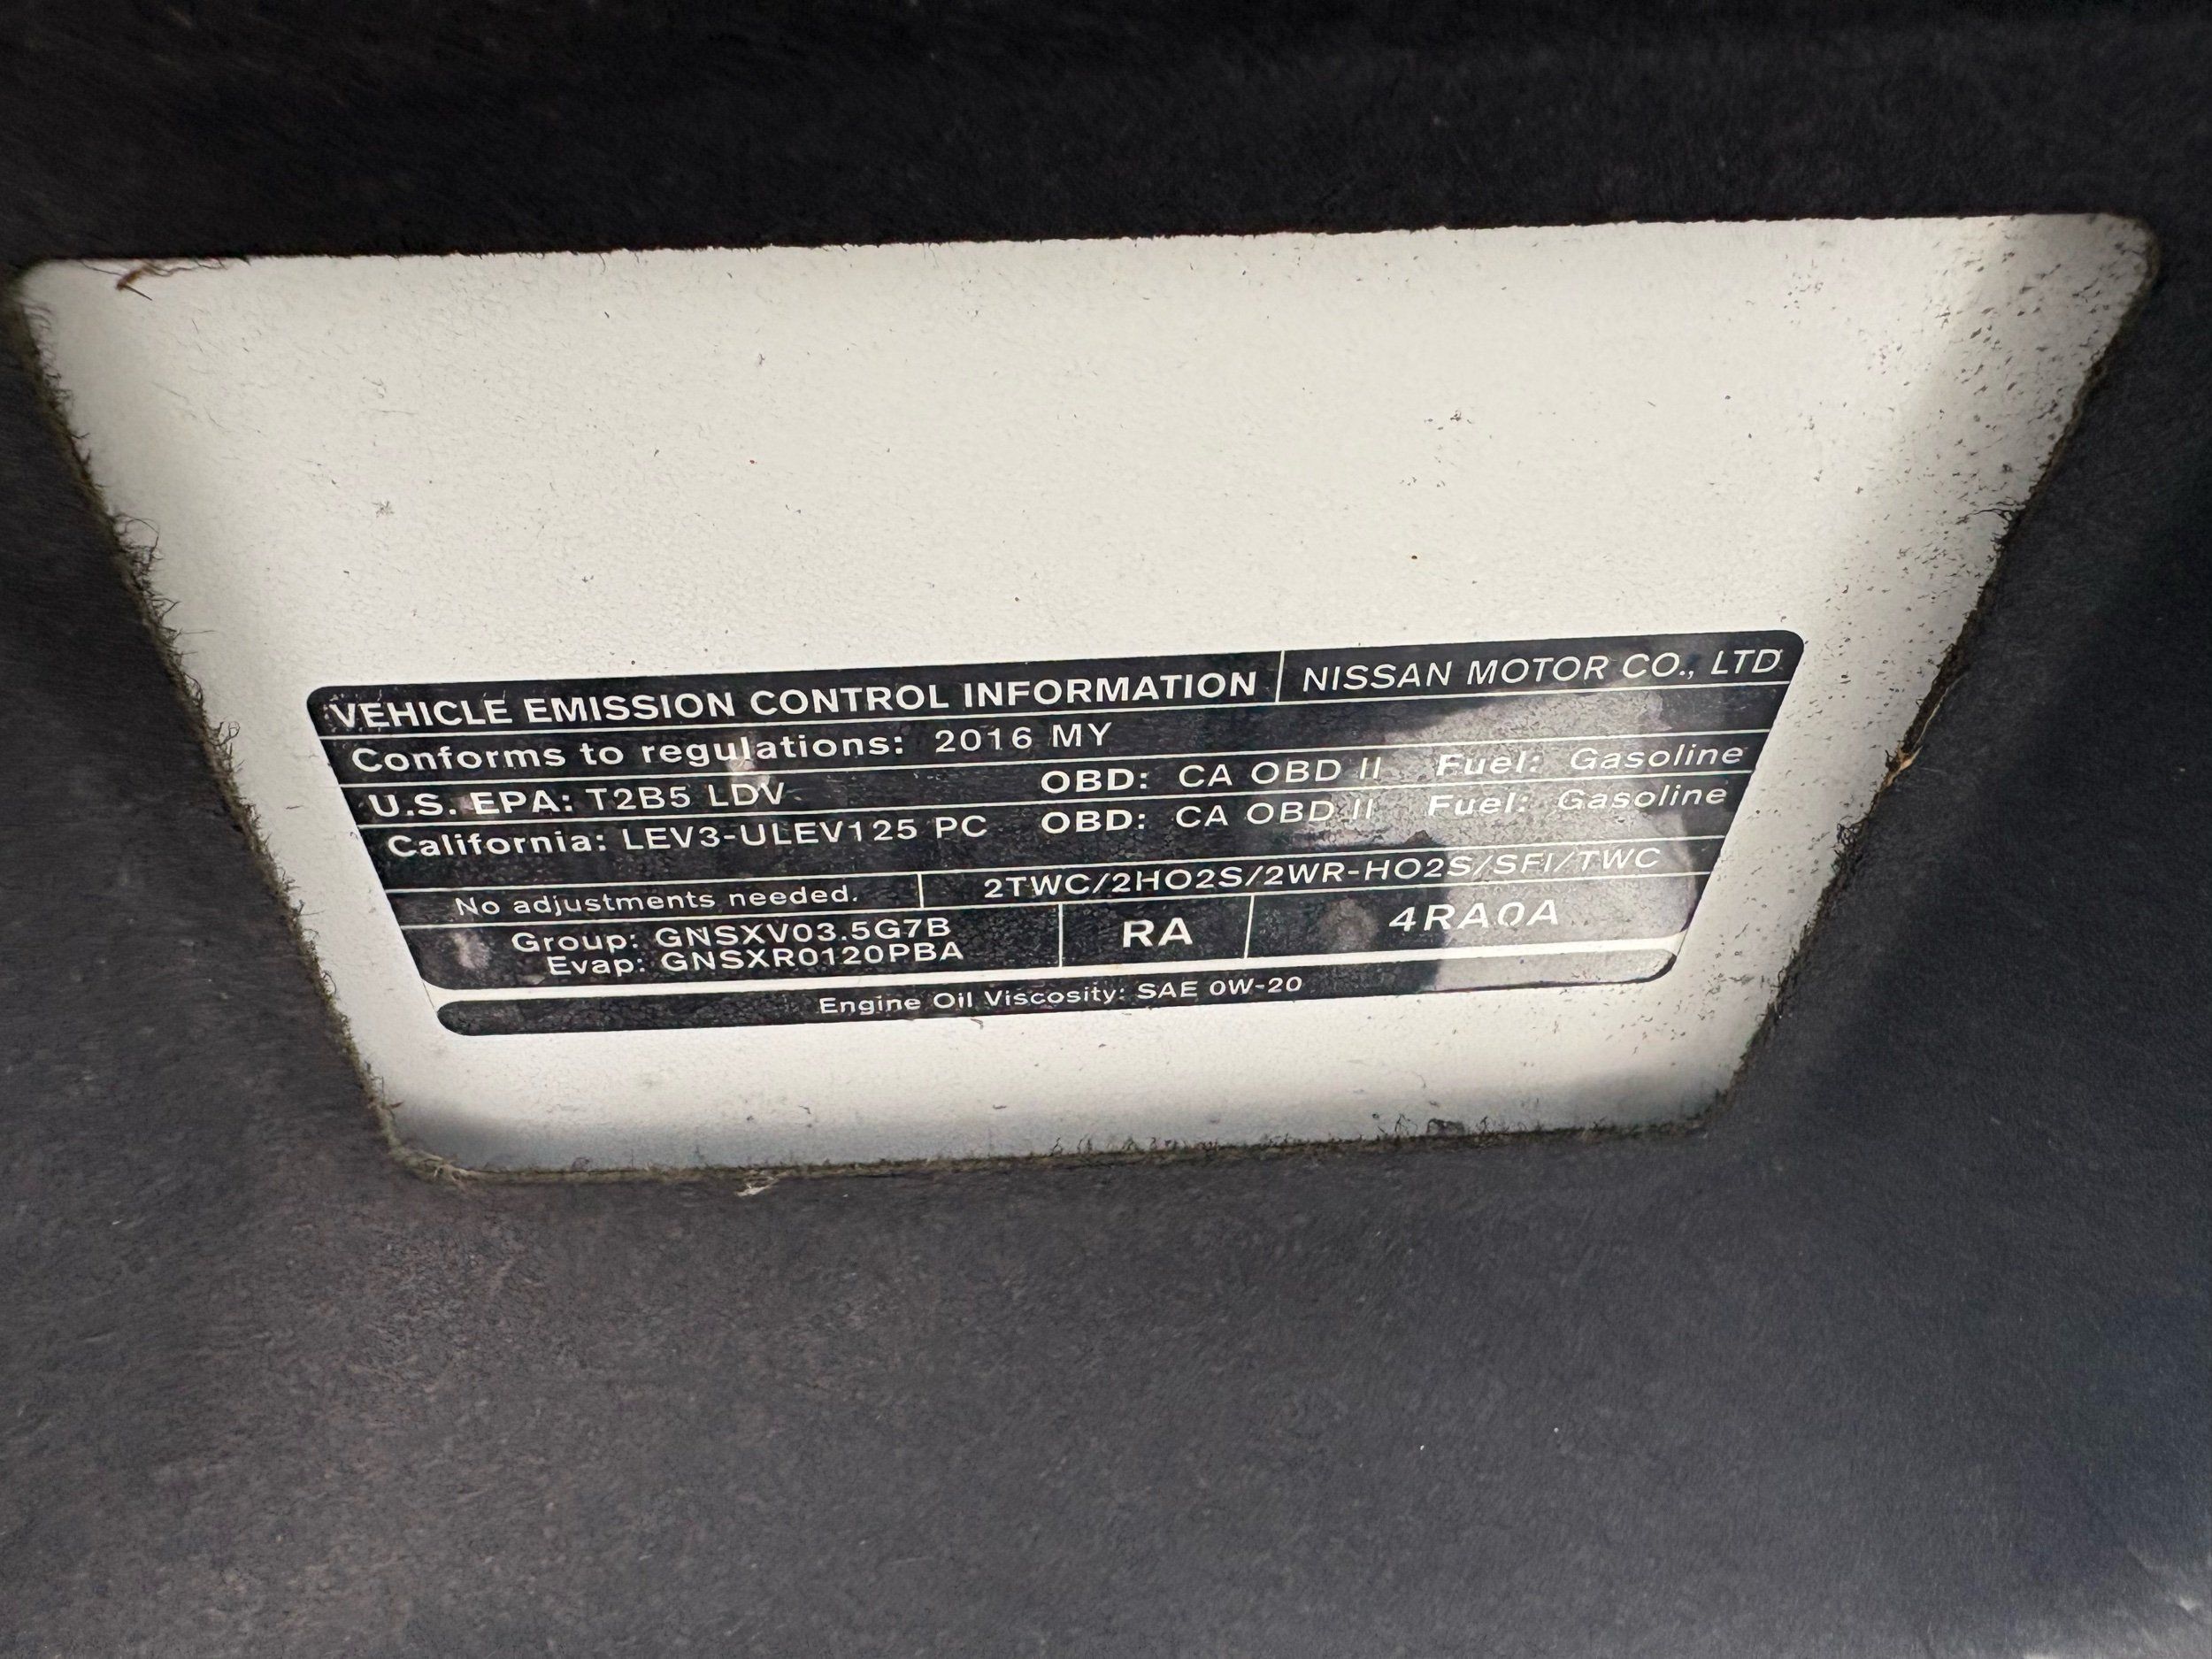 VEHICLE EMISSION CONTROL INFORMATION NISSAN MOTOR CO., LTD.
Conforms to regulations: 2016 MY
U.S. EPA: T2B5 LDV OBD: CA OBD II Fuel: Gasoline
California: LEV3-ULEV125 PC OBD: CA OBD II Fuel: Gasoline
No adjustments needed. 2TWC/2HO2S/2WR-HO2S/SFI/TWC
Group: GNSXV03.5G7B RA 4RA0A
Evap: GNSXR0120PBA
Engine Oil Viscosity: SAE 0W-20